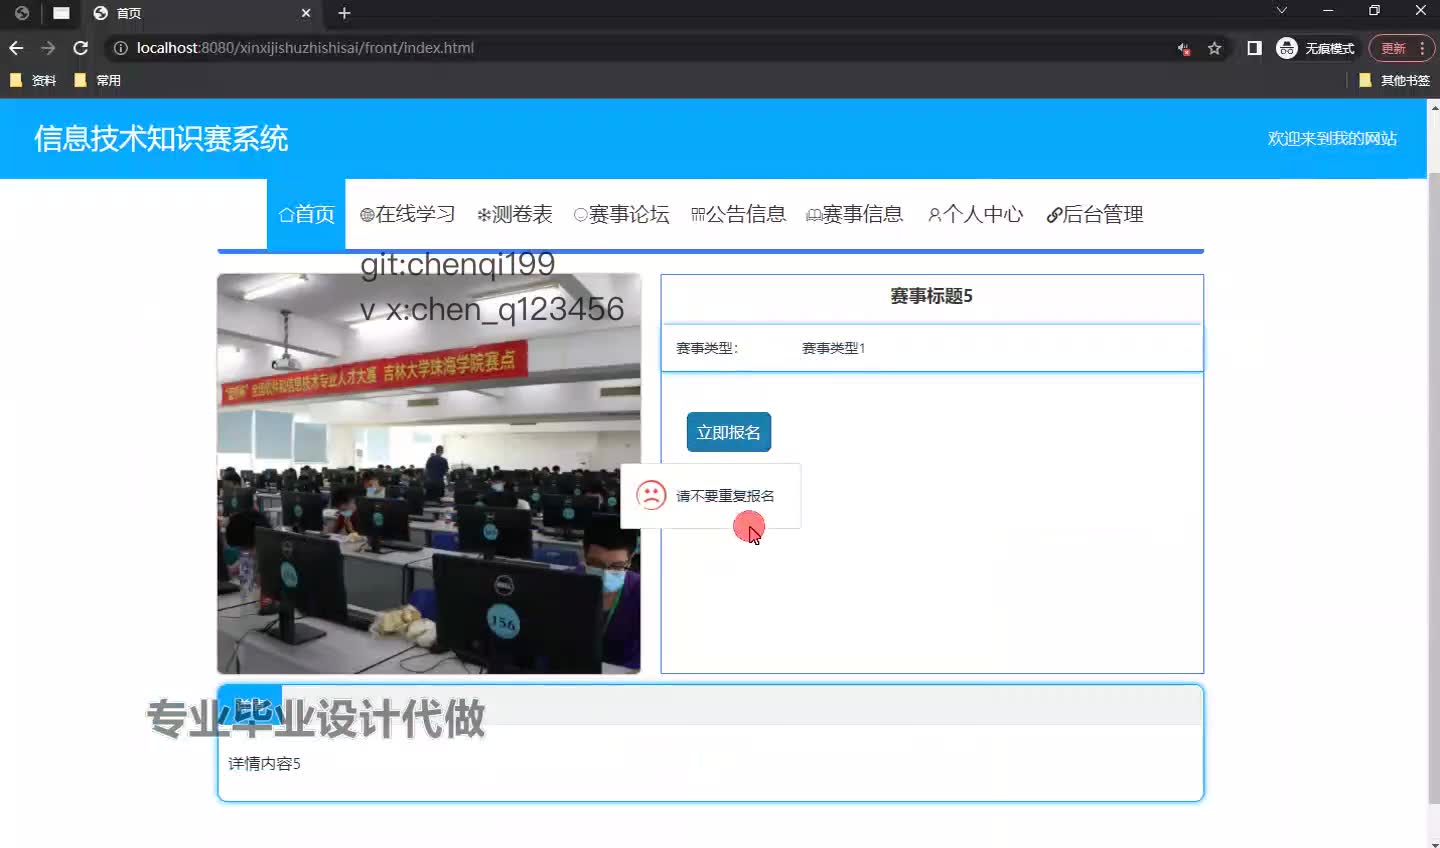 首页
localhost:8080/xinxijishuzhishisai/front/index.html
无痕模式
更新
资料
常用
其他书签
信息技术知识赛系统
欢迎来到我的网站
首页
在线学习
测卷表
赛事论坛
公告信息
赛事信息
个人中心
后台管理
git:chenqi199
v x:chen_q123456
赛事标题5
赛事类型：
赛事类型1
吉林大学珠海学院赛点
立即报名
请不要重复报名
156
专业毕业设计代做
详情内容5